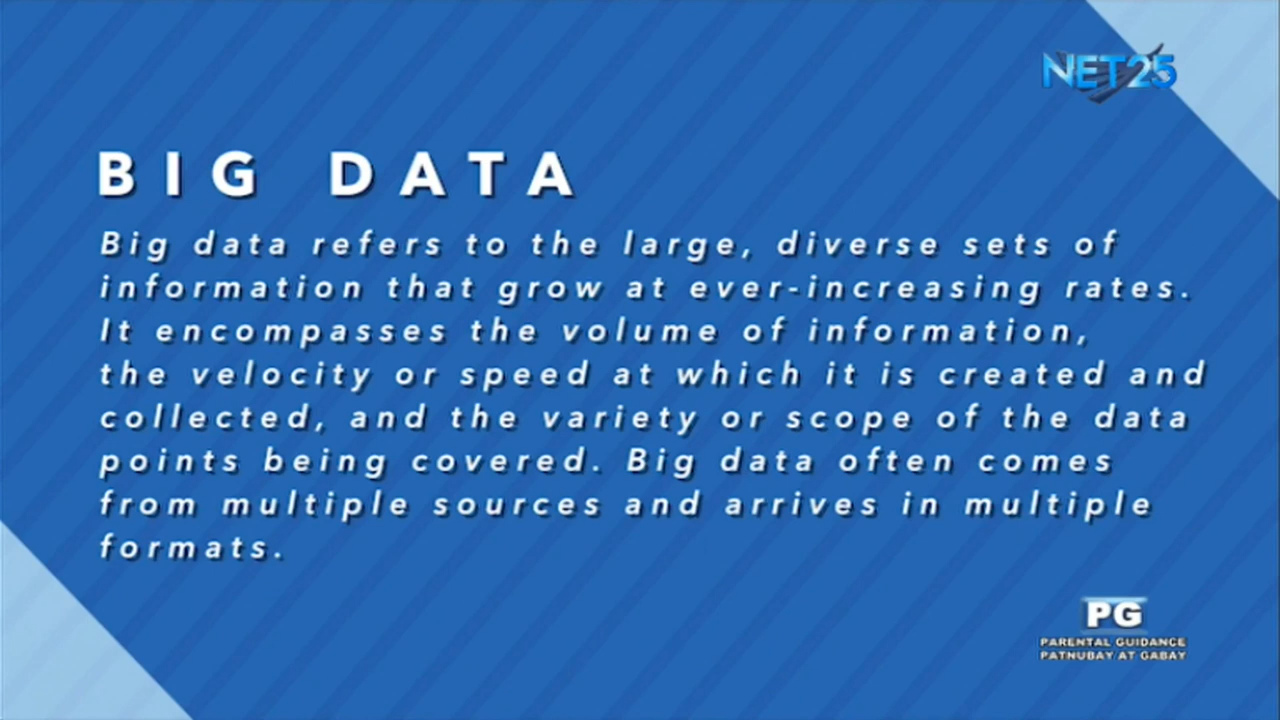 NET25
BIG DATA
Big data refers to the large, diverse sets of
information that grow at ever-increasing rates.
It encompasses the volume of information,
the velocity or speed at which it is created and
collected, and the variety or scope of the data
points being covered. Big data often comes
from multiple sources and arrives in multiple
formats.
PG
PARENTAL GUIDANCE
PATNUBAY AT GABAY